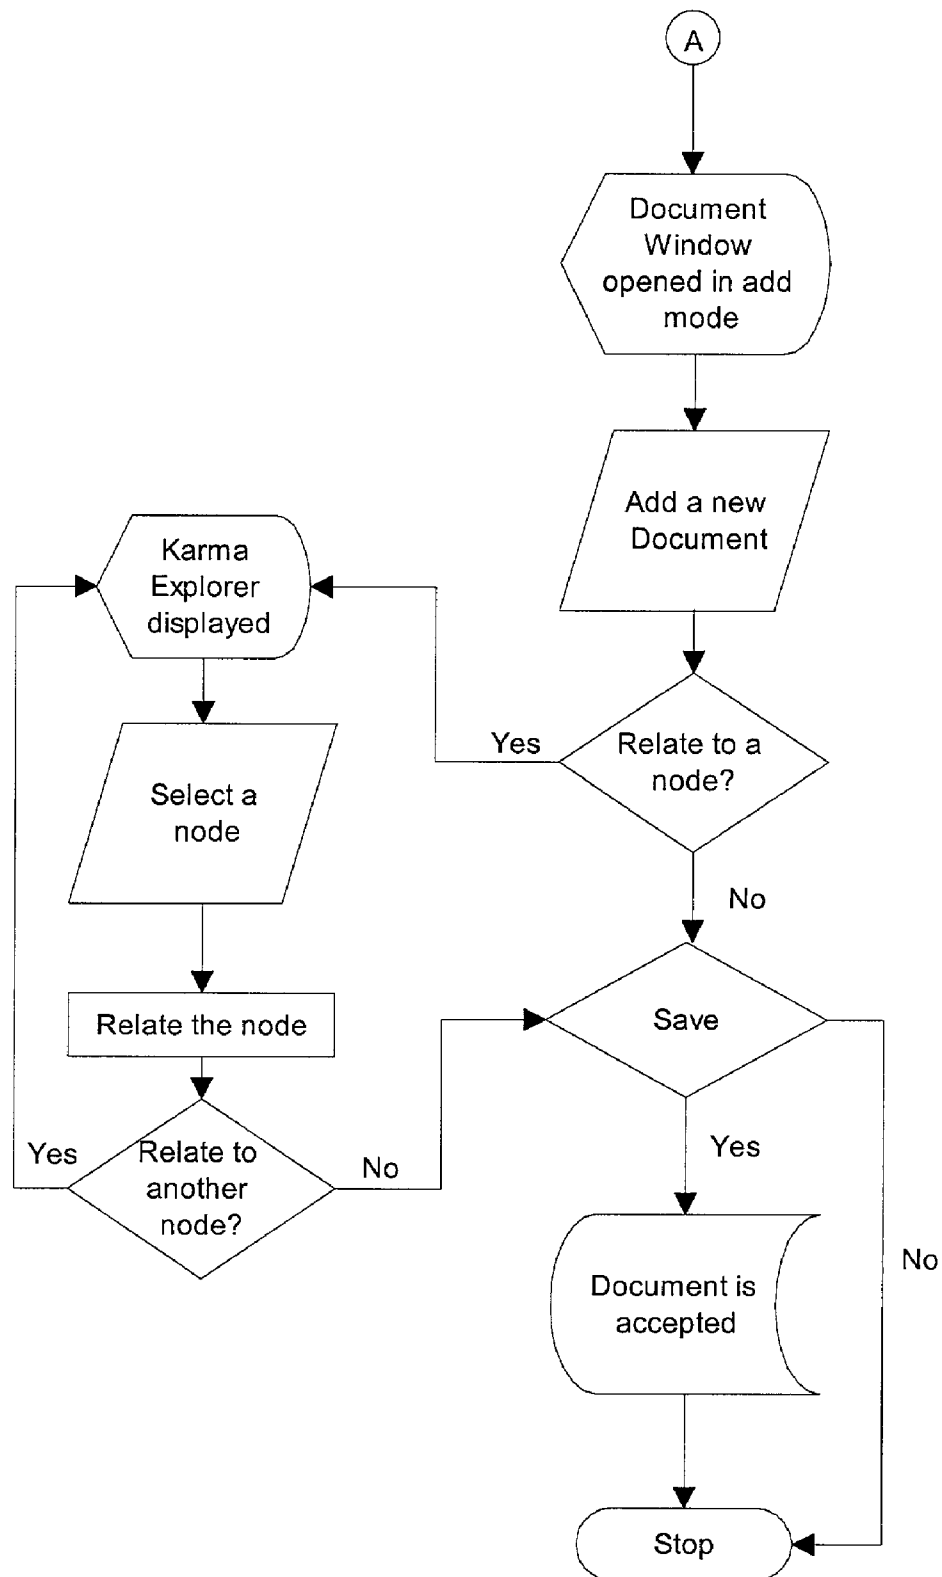 A
Document
Window
opened in add
mode
Add a new
Document
Karma
Explorer
displayed
Yes
Relate to a
node?
Select a
node
No
Relate the node
Save
Yes
Relate to
another
node?
No
Yes
No
Document is
accepted
Stop